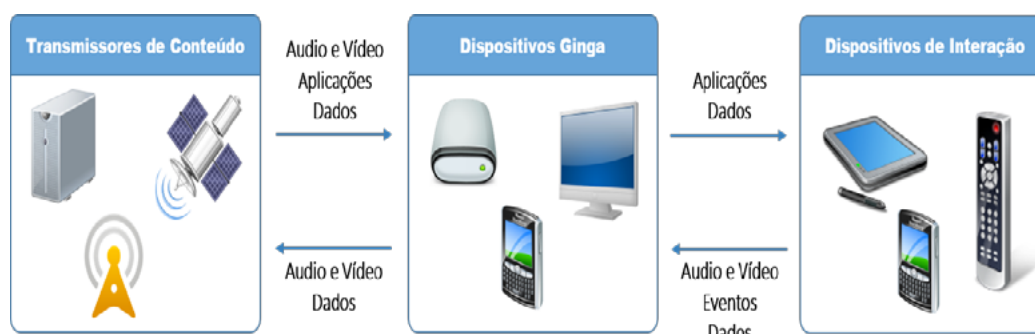 Transmissores de Conteúdo
Audio e Vídeo
Aplicações
Dados
Dispositivos Ginga
Aplicações
Dados
Dispositivos de Interação
Audio e Vídeo
Dados
Audio e Vídeo
Eventos
Dados